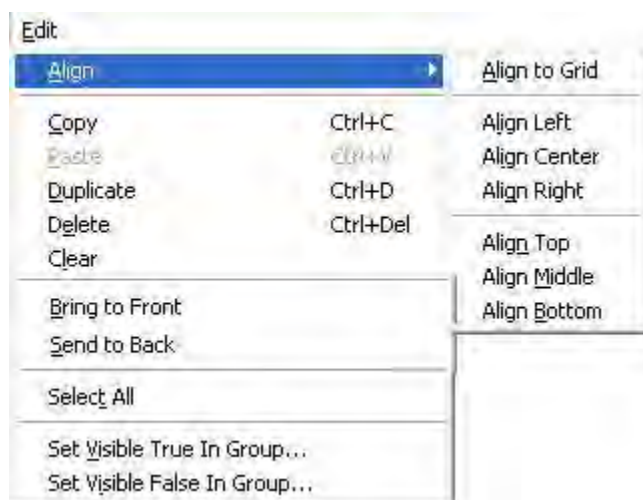 Edit
Align
Copy Ctrl+C
Paste Ctrl+V
Duplicate Ctrl+D
Delete Ctrl+Del
Clear
Bring to Front
Send to Back
Select All
Set Visible True In Group...
Set Visible False In Group...
Align to Grid
Align Left
Align Center
Align Right
Align Top
Align Middle
Align Bottom